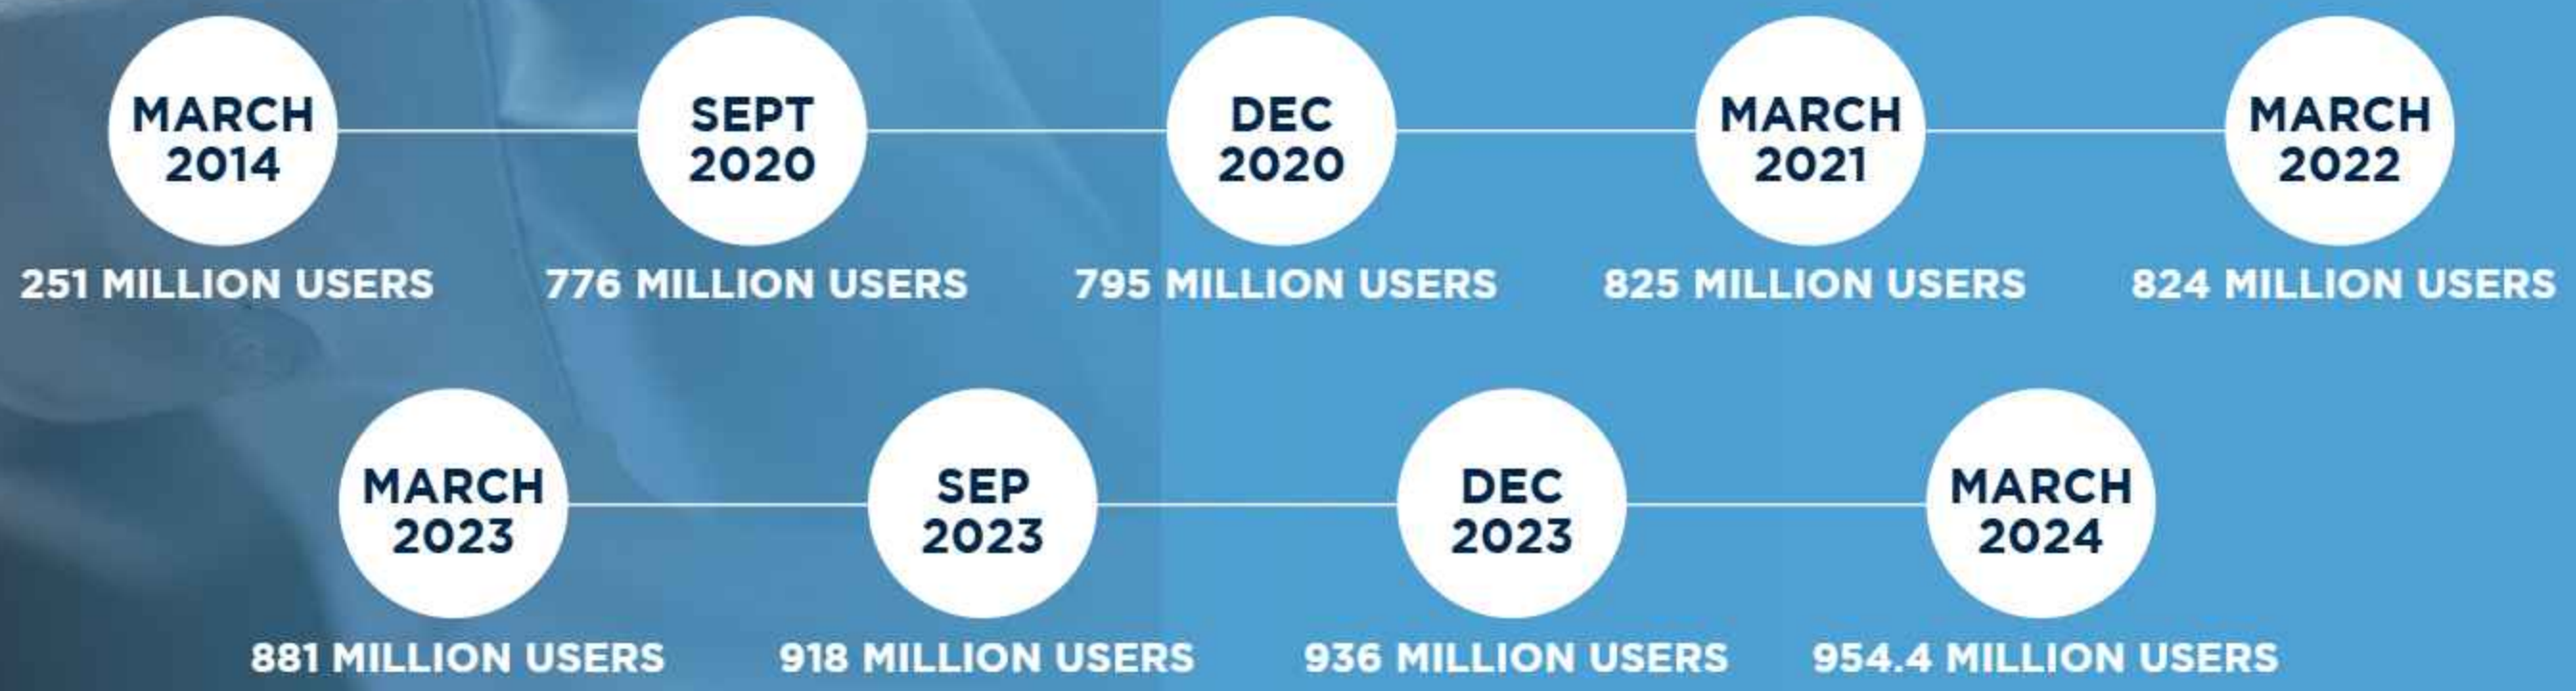 MARCH
2014
SEPT
2020
DEC
2020
MARCH
2021
MARCH
2022
251 MILLION USERS
776 MILLION USERS
795 MILLION USERS
825 MILLION USERS
824 MILLION USERS
MARCH
2023
SEP
2023
DEC
2023
MARCH
2024
881 MILLION USERS
918 MILLION USERS
936 MILLION USERS
954.4 MILLION USERS